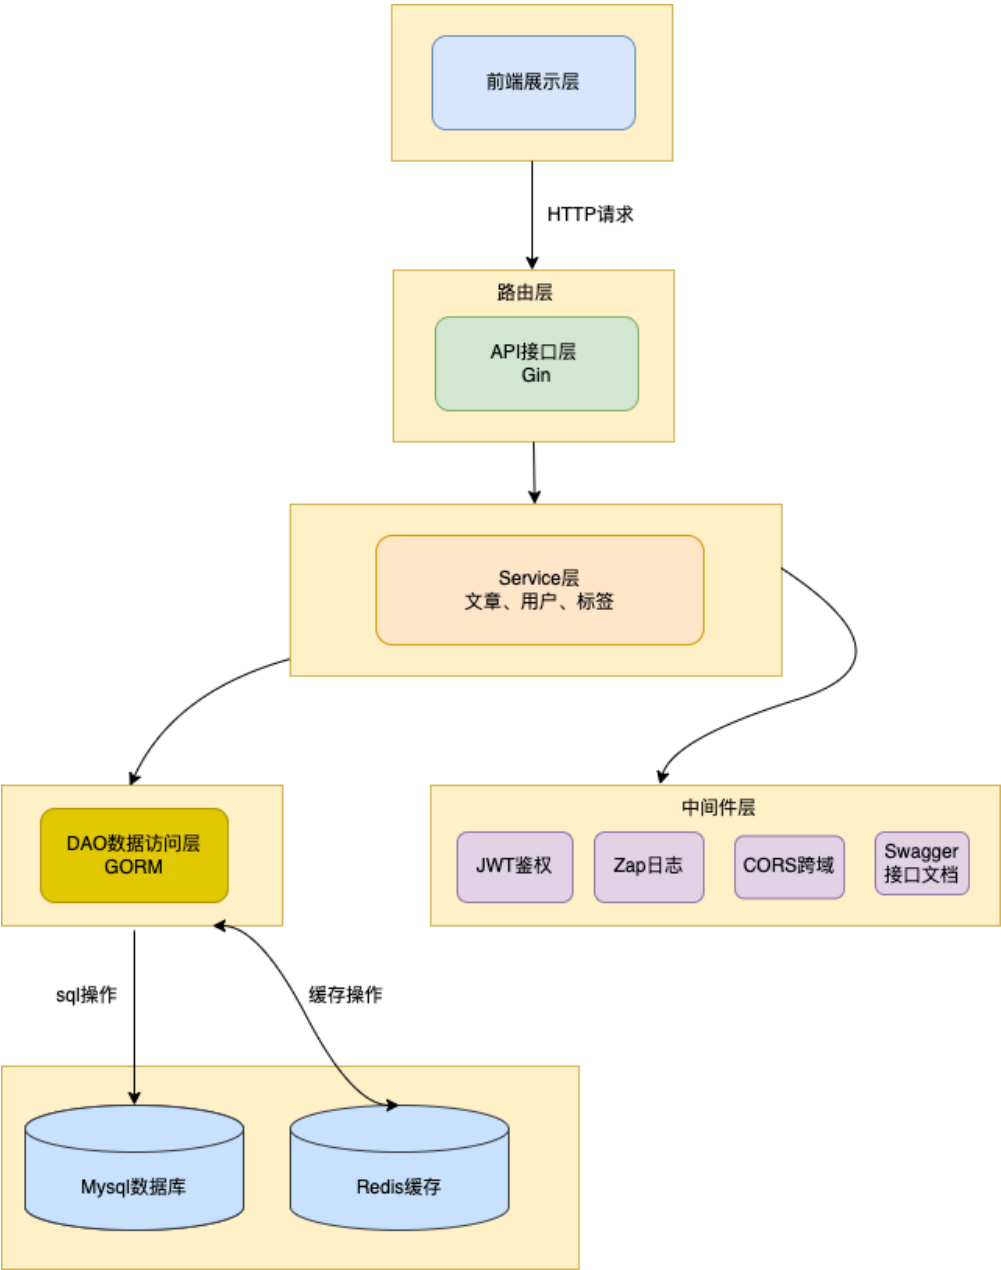 前端展示层
HTTP请求
路由层
API接口层
Gin
Service层
文章、用户、标签
DAO数据访问层
GORM
中间件层
JWT鉴权
Zap日志
CORS跨域
Swagger
接口文档
sql操作
缓存操作
Mysql数据库
Redis缓存